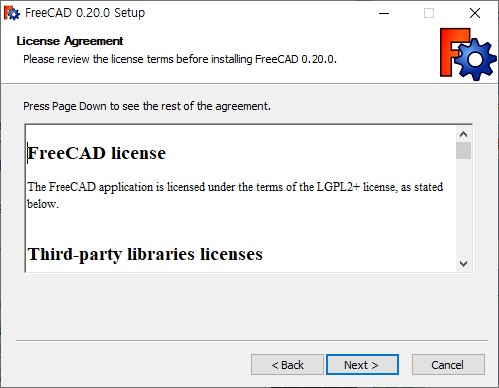 FreeCAD 0.20.0 Setup
License Agreement
Please review the license terms before installing FreeCAD 0.20.0.
Press Page Down to see the rest of the agreement.
FreeCAD license
The FreeCAD application is licensed under the terms of the LGPL2+ license, as stated
below.
Third-party libraries licenses
< Back
Next >
Cancel